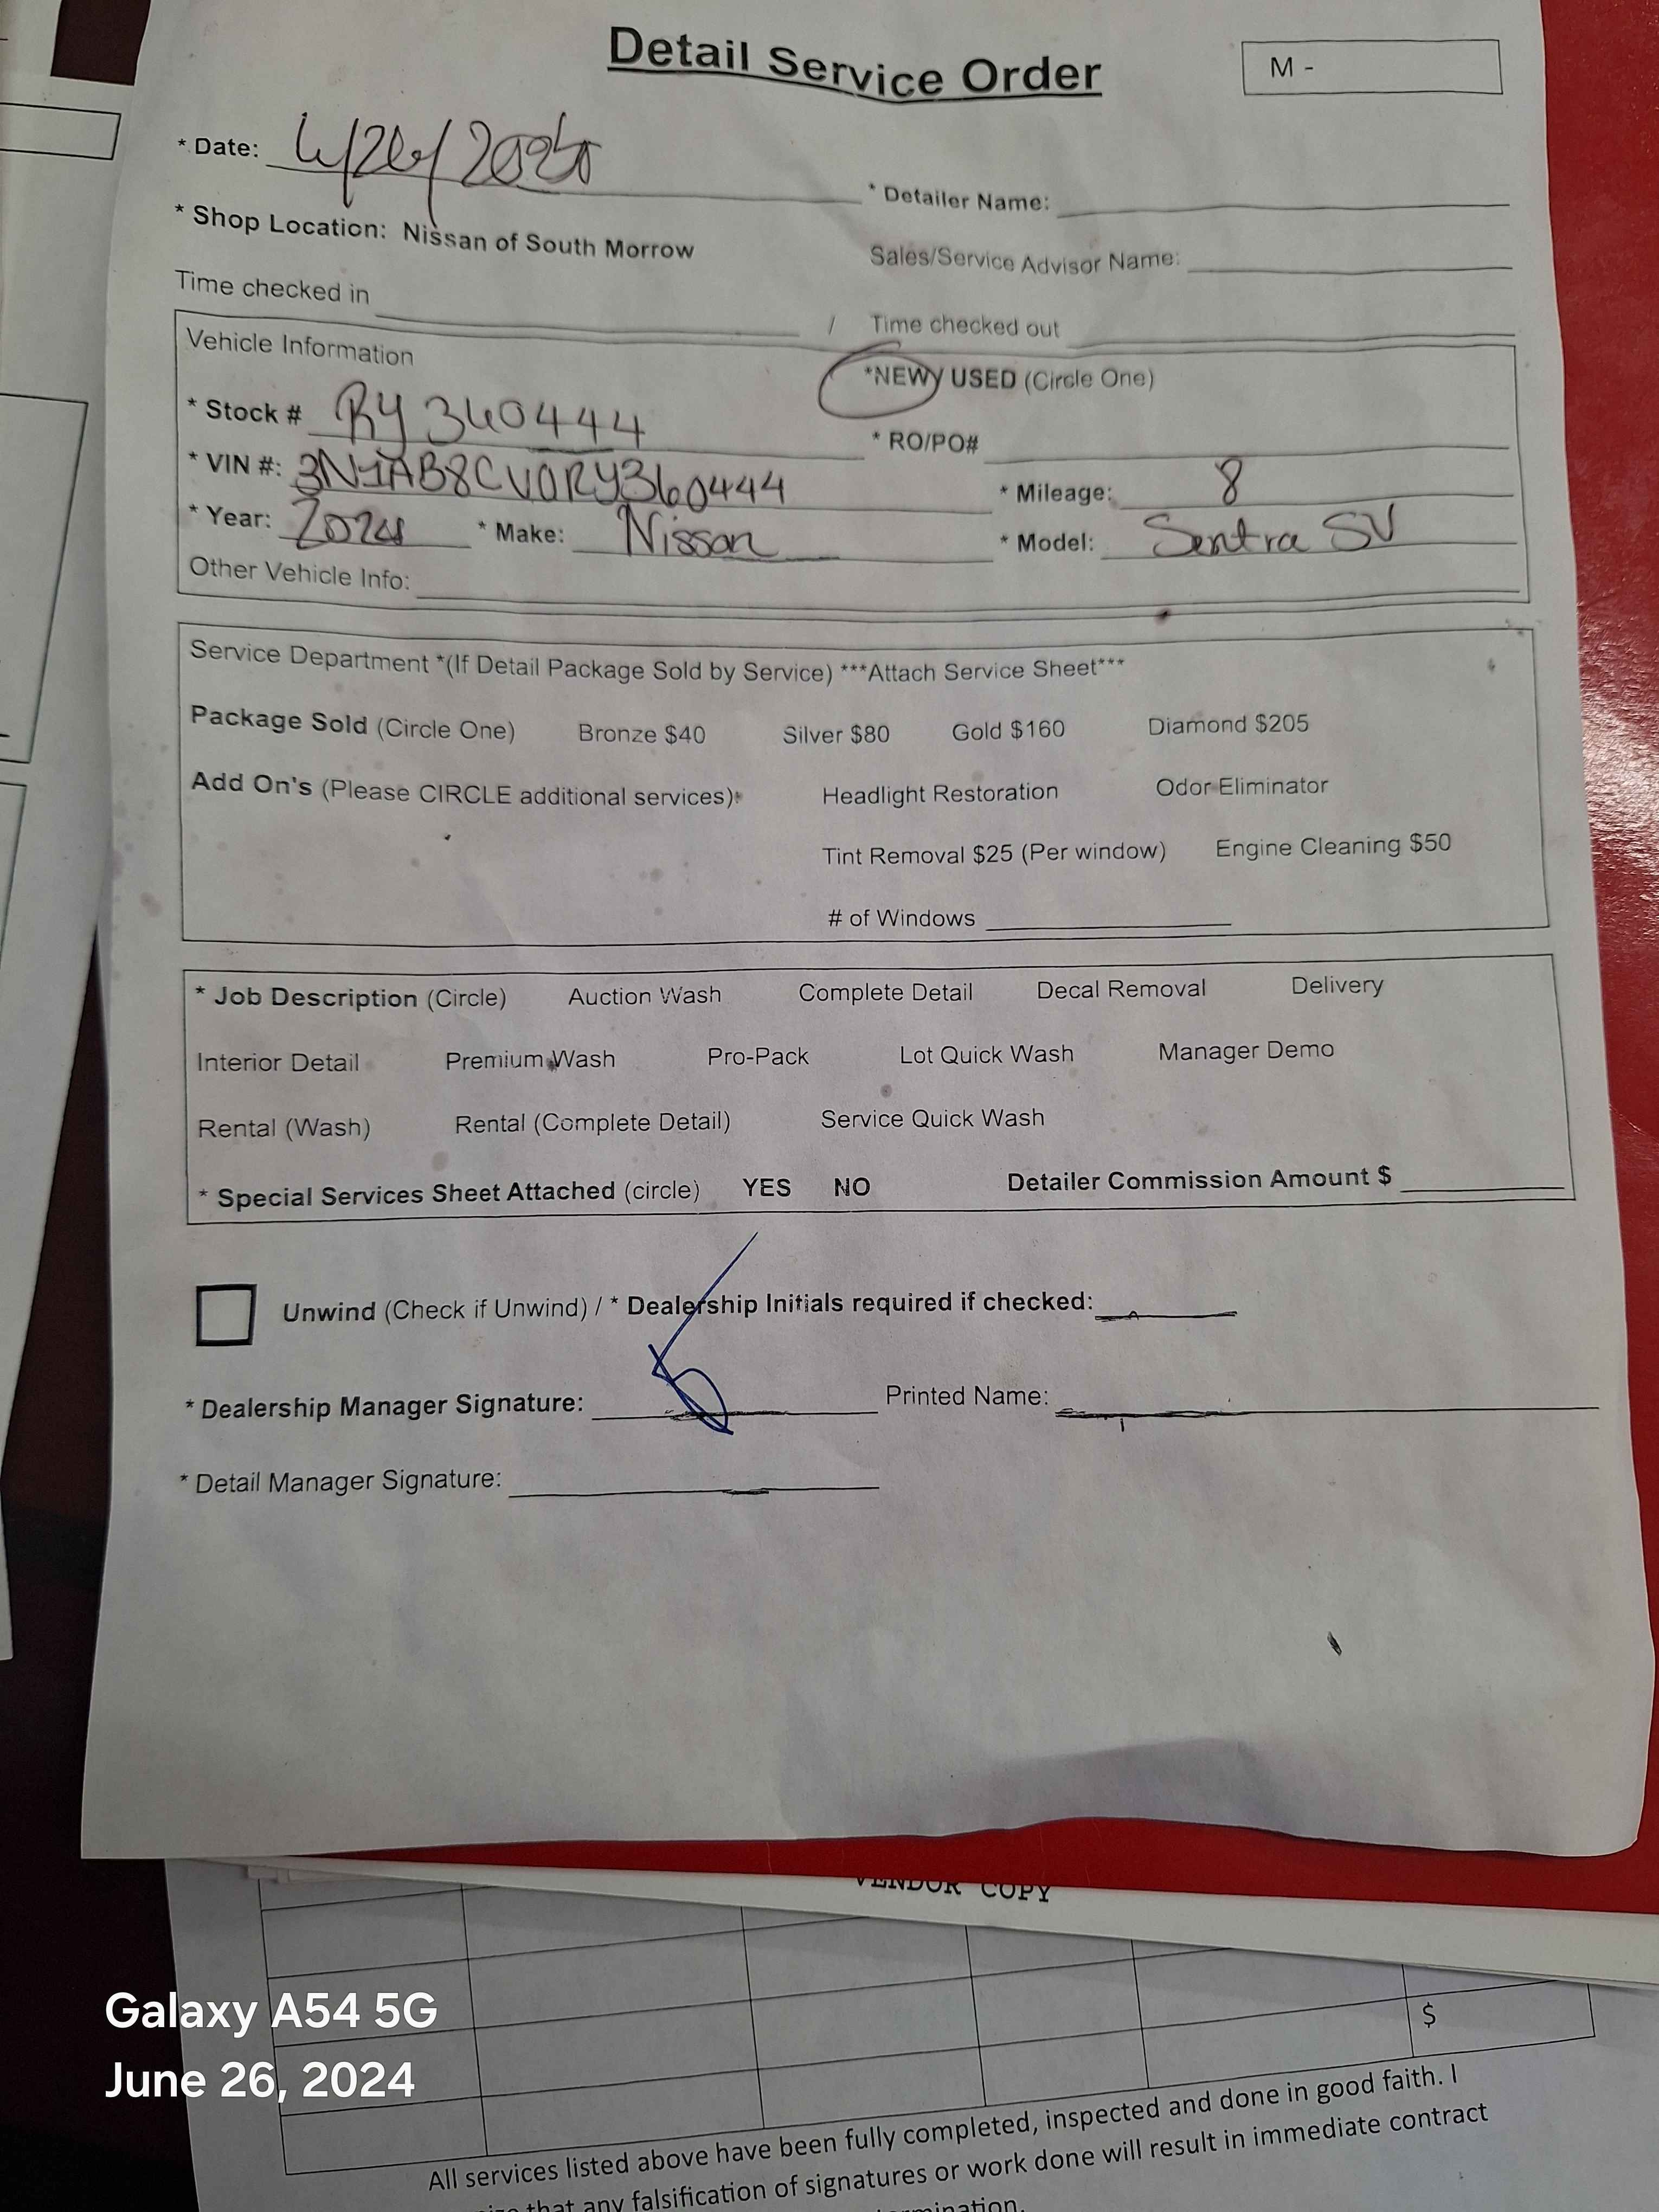 Detail Service Order
M -
* Date:
* Detailer Name:
* Shop Location: Nissan of South Morrow
Sales/Service Advisor Name:
Time checked in / Time checked out
Vehicle Information
*NEW/ USED (Circle One)
* Stock # RY 360444
* RO/PO#
* VIN #: 3N1AB8CV0RY360444
* Mileage: 8
* Year: 2024 * Make: Nissan * Model: Sentra SV
Other Vehicle Info:
Service Department *(If Detail Package Sold by Service) ***Attach Service Sheet***
Package Sold (Circle One) Bronze $40 Silver $80 Gold $160 Diamond $205
Add On's (Please CIRCLE additional services): Headlight Restoration Odor Eliminator
Tint Removal $25 (Per window) Engine Cleaning $50
# of Windows
* Job Description (Circle) Auction Wash Complete Detail Decal Removal Delivery
Interior Detail Premium Wash Pro-Pack Lot Quick Wash Manager Demo
Rental (Wash) Rental (Complete Detail) Service Quick Wash
* Special Services Sheet Attached (circle) YES NO Detailer Commission Amount $
Unwind (Check if Unwind) / * Dealership Initials required if checked:
* Dealership Manager Signature: Printed Name:
* Detail Manager Signature:
VENDOR COPY
$
All services listed above have been fully completed, inspected and done in good faith. I
that any falsification of signatures or work done will result in immediate contract
Galaxy A54 5G
June 26, 2024